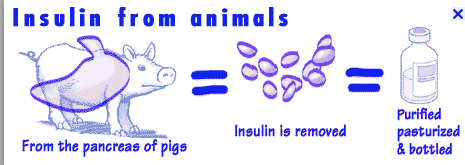 Insulin from animals
From the pancreas of pigs
Insulin is removed
Purified
pasturized
& bottled